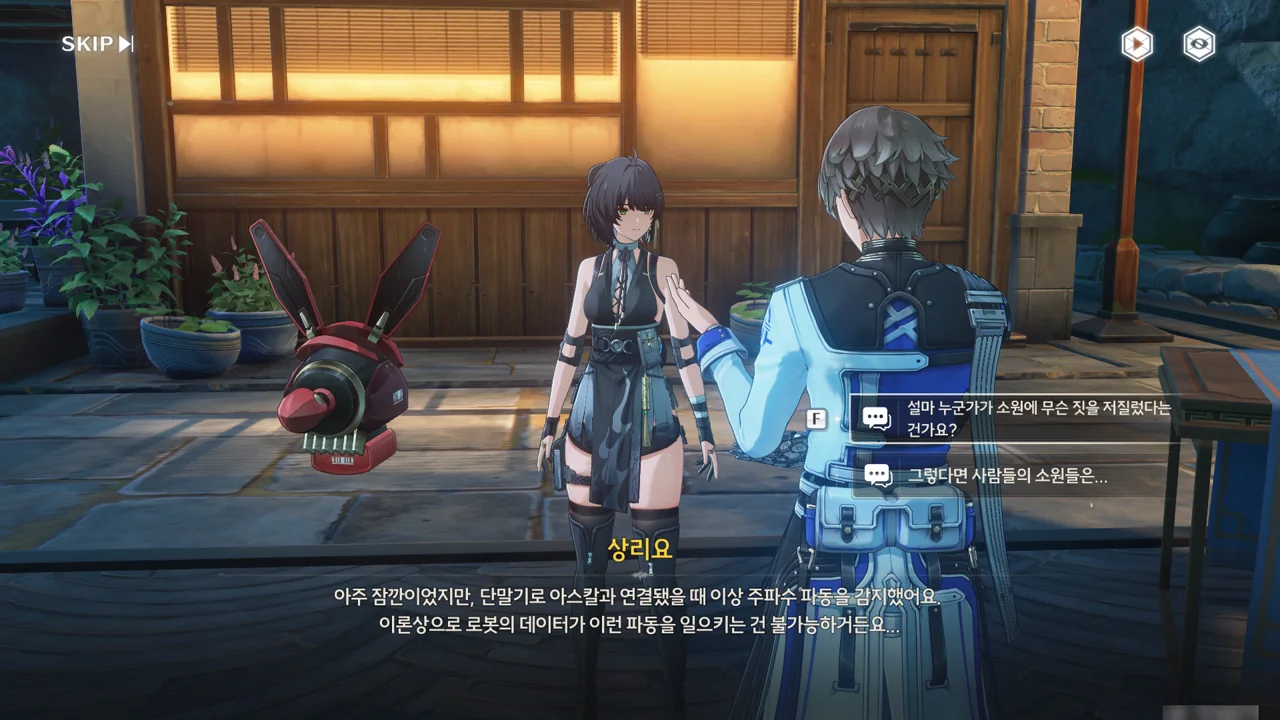 SKIP
설마 누군가가 소원에 무슨 짓을 저질렀다는
건가요?
F
그렇다면 사람들의 소원들은...
상리요
아주 잠깐이었지만, 단말기로 아스칼과 연결됐을 때 이상 주파수 파동을 감지했어요.
이론상으로 로봇의 데이터가 이런 파동을 일으키는 건 불가능하거든요...